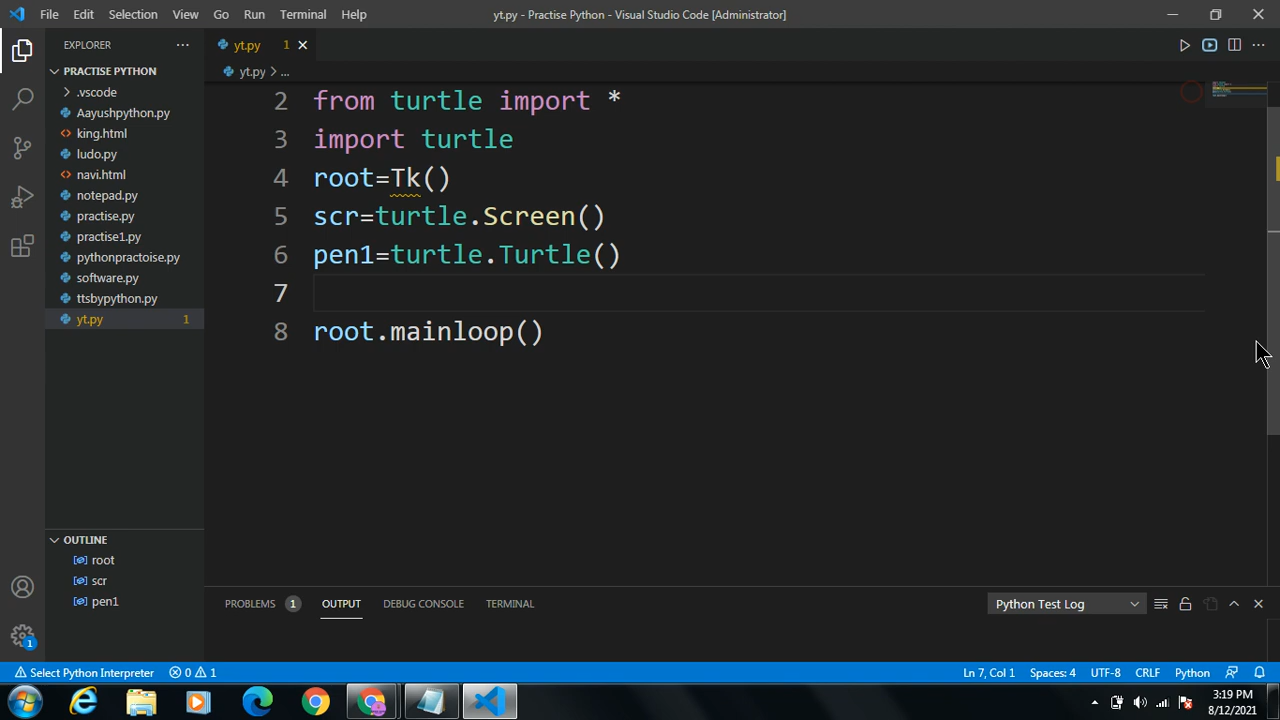 File Edit Selection View Go Run Terminal Help
yt.py - Practise Python - Visual Studio Code [Administrator]
EXPLORER
PRACTISE PYTHON
.vscode
Aayushpython.py
king.html
ludo.py
navi.html
notepad.py
practise.py
practise1.py
pythonpractoise.py
software.py
ttsbypython.py
yt.py 1
OUTLINE
root
scr
pen1
yt.py 1
yt.py > ...
2 from turtle import *
3 import turtle
4 root=Tk()
5 scr=turtle.Screen()
6 pen1=turtle.Turtle()
7
8 root.mainloop()
PROBLEMS 1 OUTPUT DEBUG CONSOLE TERMINAL
Python Test Log
1
Select Python Interpreter 0 1
Ln 7, Col 1 Spaces: 4 UTF-8 CRLF Python
3:19 PM
8/12/2021